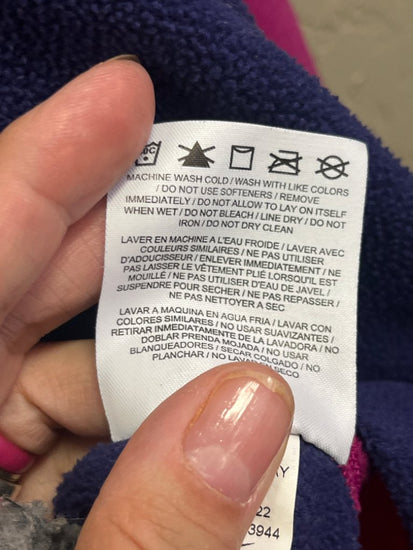 MACHINE WASH COLD / WASH WITH LIKE COLORS
/ DO NOT USE SOFTENERS / REMOVE
IMMEDIATELY / DO NOT ALLOW TO LAY ON ITSELF
WHEN WET / DO NOT BLEACH / LINE DRY / DO NOT
IRON / DO NOT DRY CLEAN
LAVER EN MACHINE A L'EAU FROIDE / LAVER AVEC
COULEURS SIMILAIRES / NE PAS UTILISER
D'ADOUCISSEUR / ENLEVER IMMEDIATEMENT / NE
PAS LAISSER LE VÊTEMENT PLIÉ LORSQU'IL EST
MOUILLÉ / NE PAS UTILISER D'EAU DE JAVEL /
SUSPENDRE POUR SECHER / NE PAS REPASSER /
NE PAS NETTOYER A SEC
LAVAR A MAQUINA EN AGUA FRIA / LAVAR CON
COLORES SIMILARES / NO USAR SUAVIZANTES /
RETIRAR INMEDIATAMENTE DE LA LAVADORA / NO
DOBLAR PRENDA MOJADA / NO USAR
BLANQUEADORES / SECAR COLGADO / NO
PLANCHAR / NO LAVAR EN SECO
22
3944